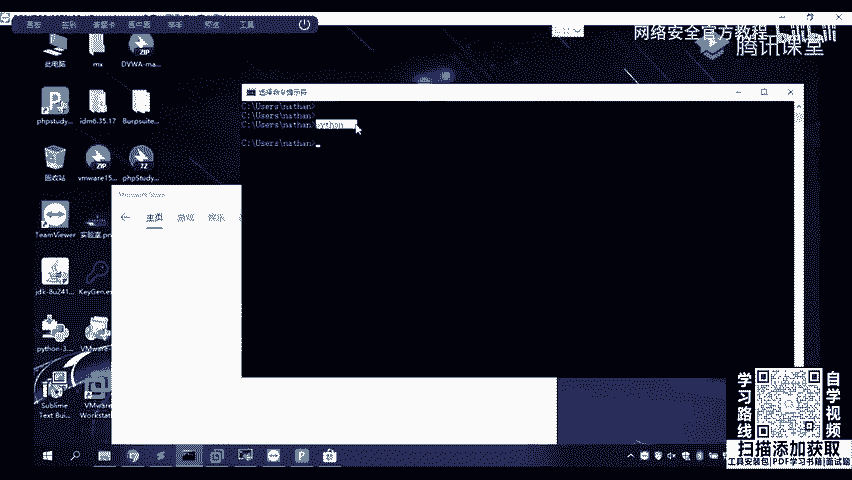 网络安全官方教程
腾讯课堂
工具
此电脑
mx
DVWA-ma...
phpstudy...
idm6.35.17
Burpsuite...
回收站
vmware15...
phpStudy...
TeamViewer
实验室.pn
jdk-8u241...
KeyGen.ex
python-3....
VMware-
Sublime
Text Bui...
VMware
Workstat
选择命令提示符
C:\Users\nathan>
C:\Users\nathan>
C:\Users\nathan>python
C:\Users\nathan>
Microsoft Store
主页
游戏
娱乐
学习路线
自学视频
扫描添加获取
工具安装包|PDF学习书籍|面试题